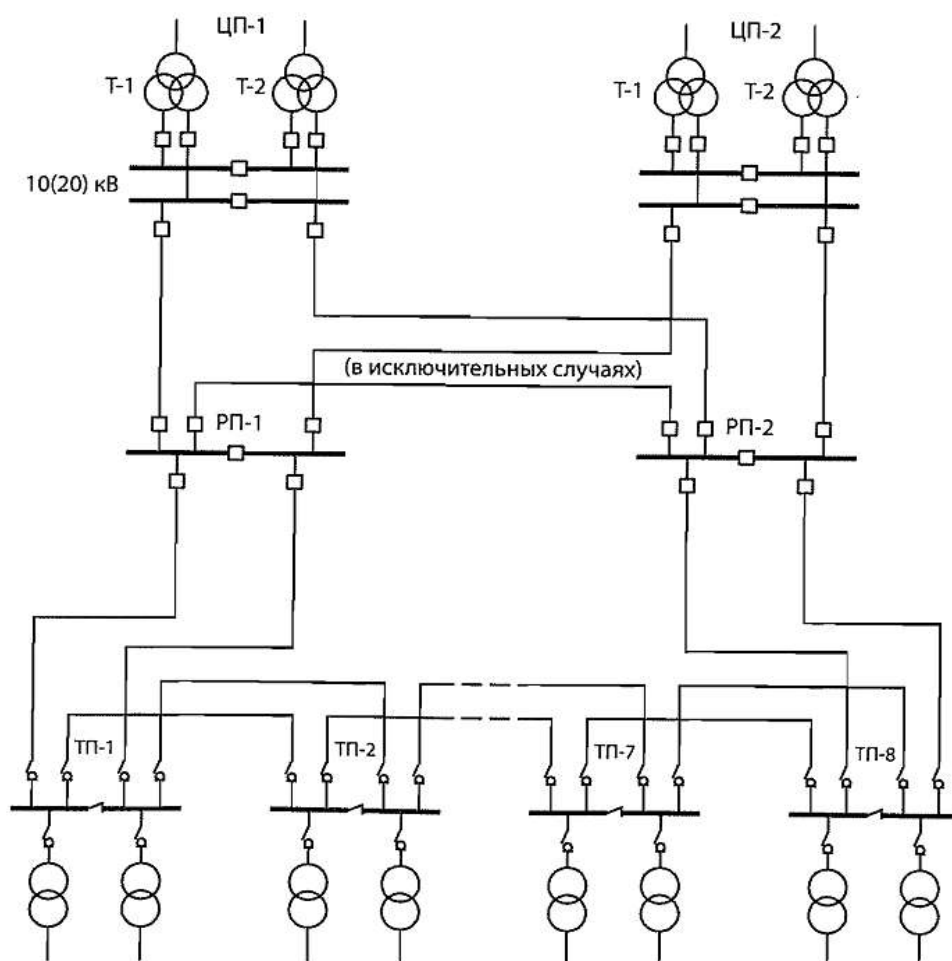 ЦП-1
ЦП-2
Т-1
Т-2
Т-1
Т-2
10(20) кВ
(в исключительных случаях)
РП-1
РП-2
ТП-1
ТП-2
ТП-7
ТП-8